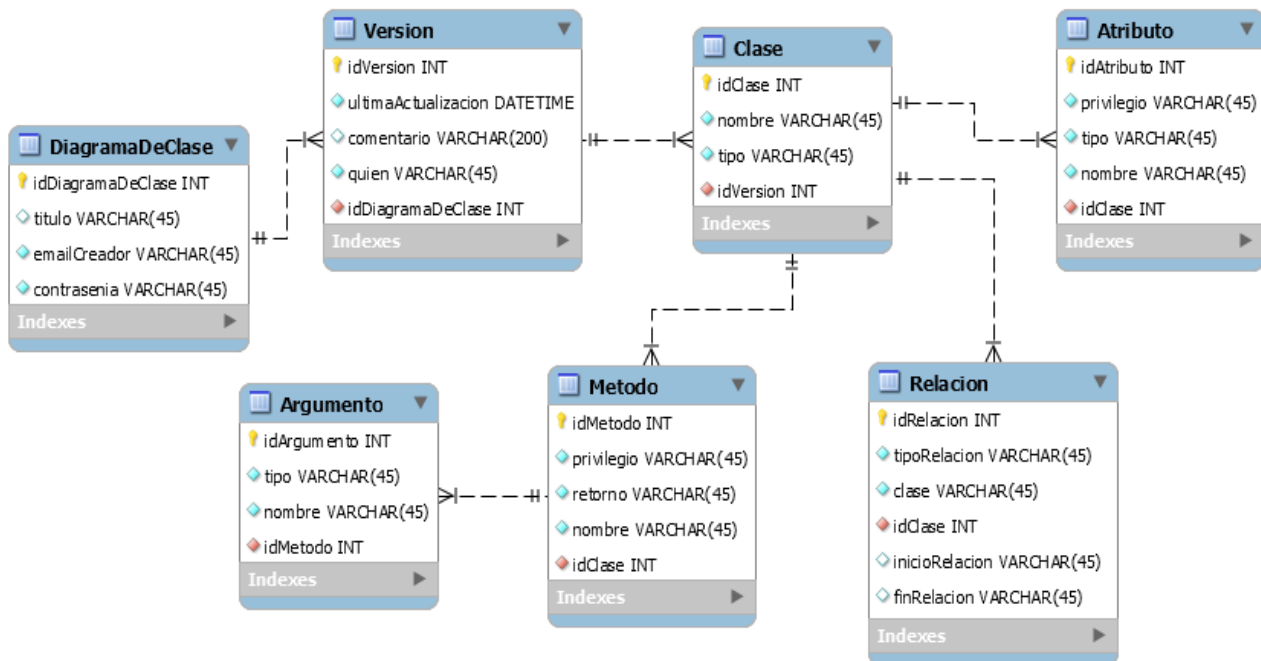 DiagramaDeClase
idDiagramaDeClase INT
titulo VARCHAR(45)
emailCreador VARCHAR(45)
contrasenia VARCHAR(45)
Indexes
Version
idVersion INT
ultimaActualizacion DATETIME
comentario VARCHAR(200)
quien VARCHAR(45)
idDiagramaDeClase INT
Indexes
Clase
idClase INT
nombre VARCHAR(45)
tipo VARCHAR(45)
idVersion INT
Indexes
Atributo
idAtributo INT
privilegio VARCHAR(45)
tipo VARCHAR(45)
nombre VARCHAR(45)
idClase INT
Indexes
Argumento
idArgumento INT
tipo VARCHAR(45)
nombre VARCHAR(45)
idMetodo INT
Indexes
Metodo
idMetodo INT
privilegio VARCHAR(45)
retorno VARCHAR(45)
nombre VARCHAR(45)
idClase INT
Indexes
Relacion
idRelacion INT
tipoRelacion VARCHAR(45)
clase VARCHAR(45)
idClase INT
inicioRelacion VARCHAR(45)
finRelacion VARCHAR(45)
Indexes